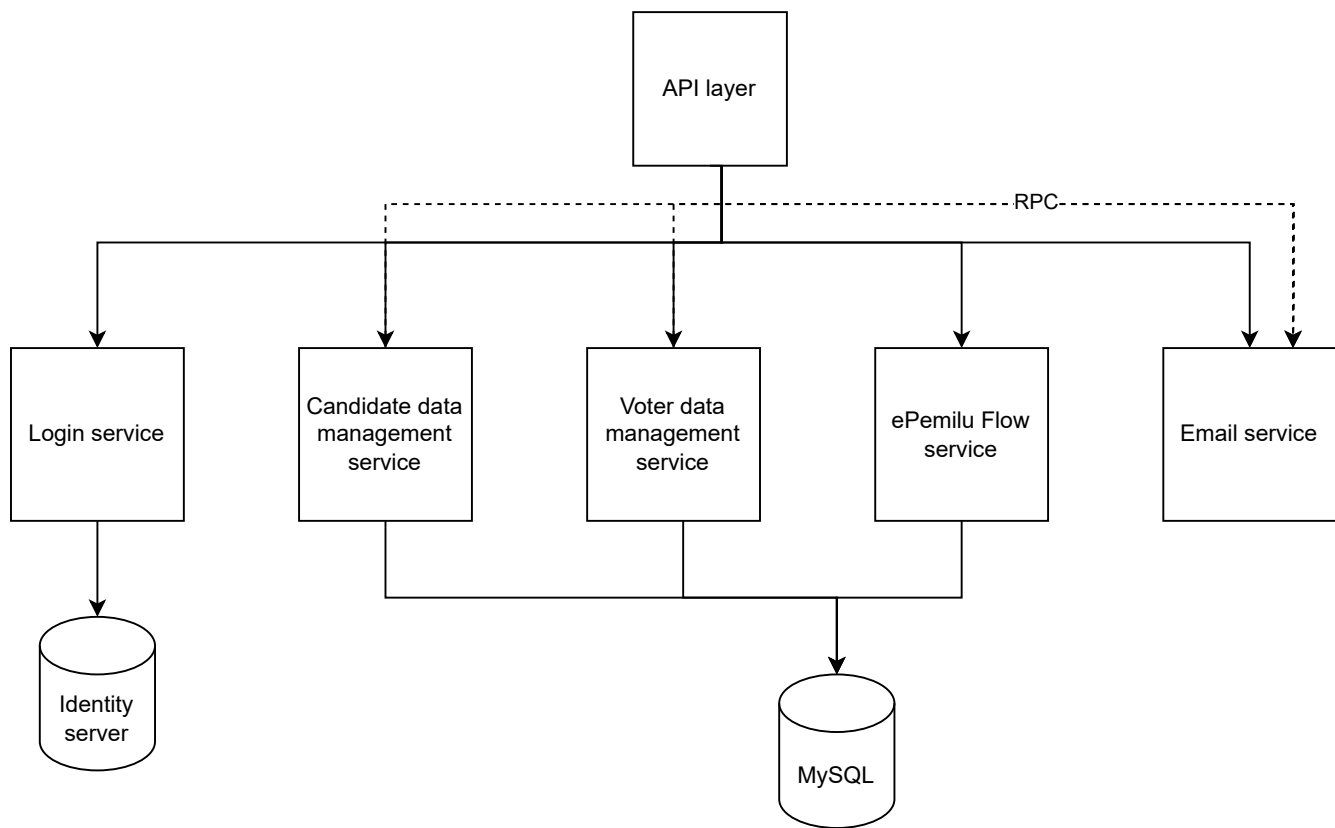 API layer
RPC
Login service
Candidate data
management
service
Voter data
management
service
ePemilu Flow
service
Email service
Identity
server
MySQL